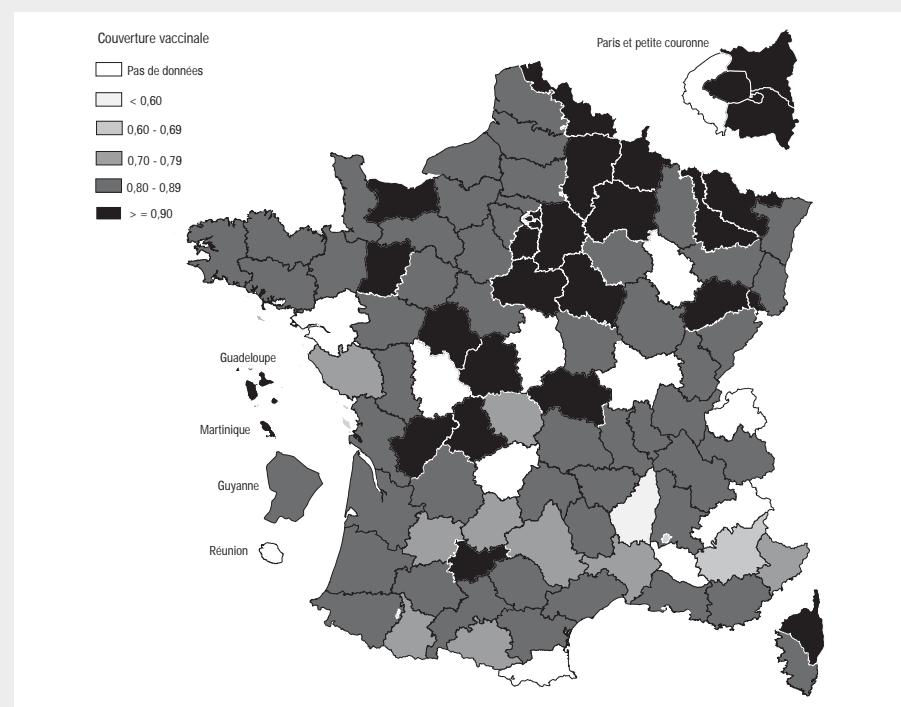 Couverture vaccinale
Pas de données
< 0,60
0,60 - 0,69
0,70 - 0,79
0,80 - 0,89
> = 0,90
Paris et petite couronne
Guadeloupe
Martinique
Guyanne
Réunion